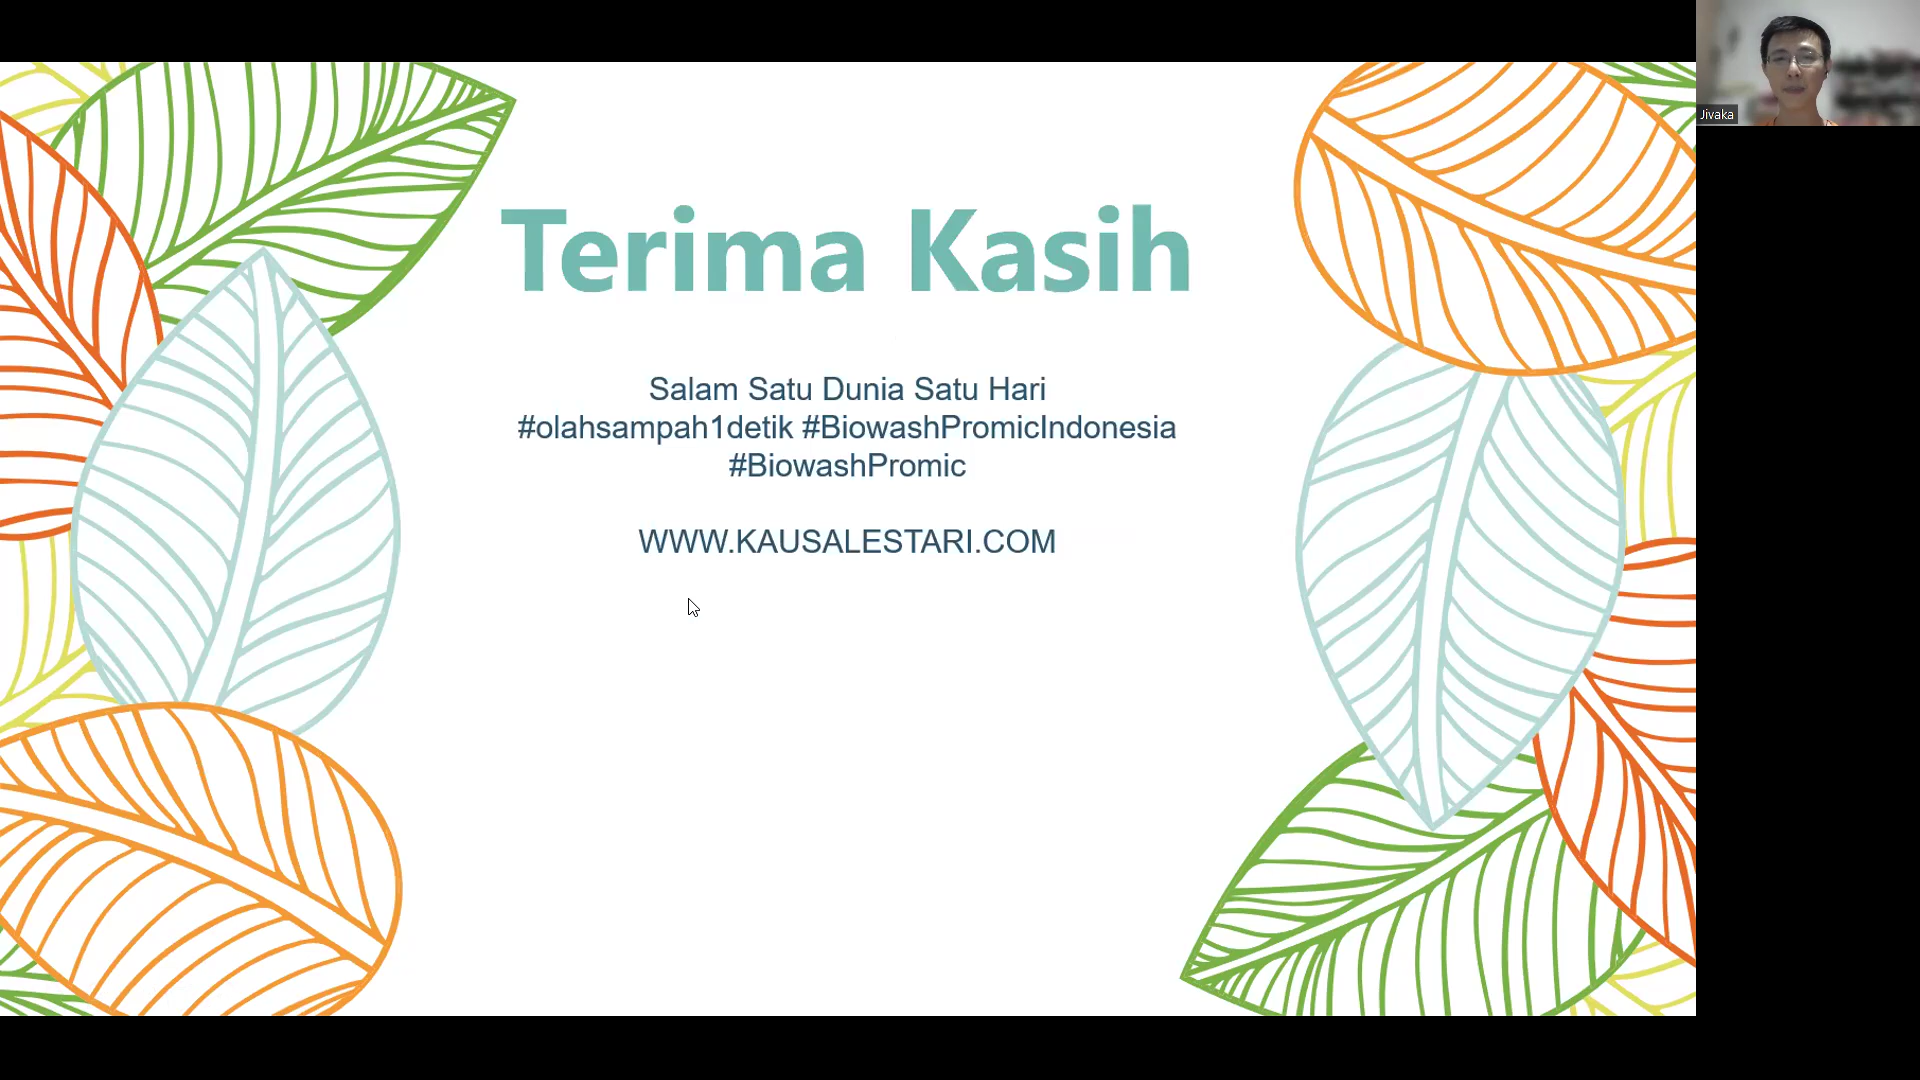 Terima Kasih
Salam Satu Dunia Satu Hari
#olahsampah1detik #BiowashPromicIndonesia
#BiowashPromic
WWW.KAUSALESTARI.COM
Jivaka